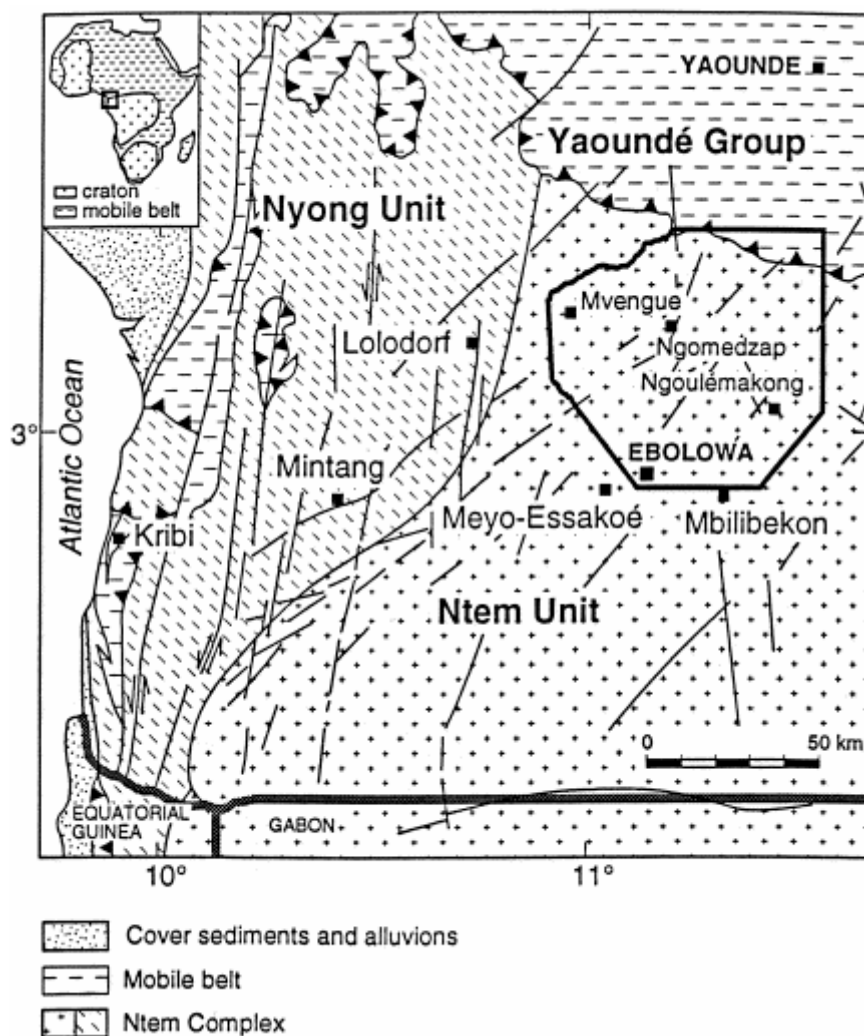 YAOUNDE
Yaoundé Group
craton
mobile belt
Nyong Unit
Mvengue
Lolodorf
Ngomedzap
Ngoulémakong
3°
Atlantic Ocean
EBOLOWA
Mintang
Meyo-Essakoé
Mbilibekon
Kribi
Ntem Unit
0 50 km
EQUATORIAL
GUINEA
GABON
10° 11°
Cover sediments and alluvions
Mobile belt
Ntem Complex